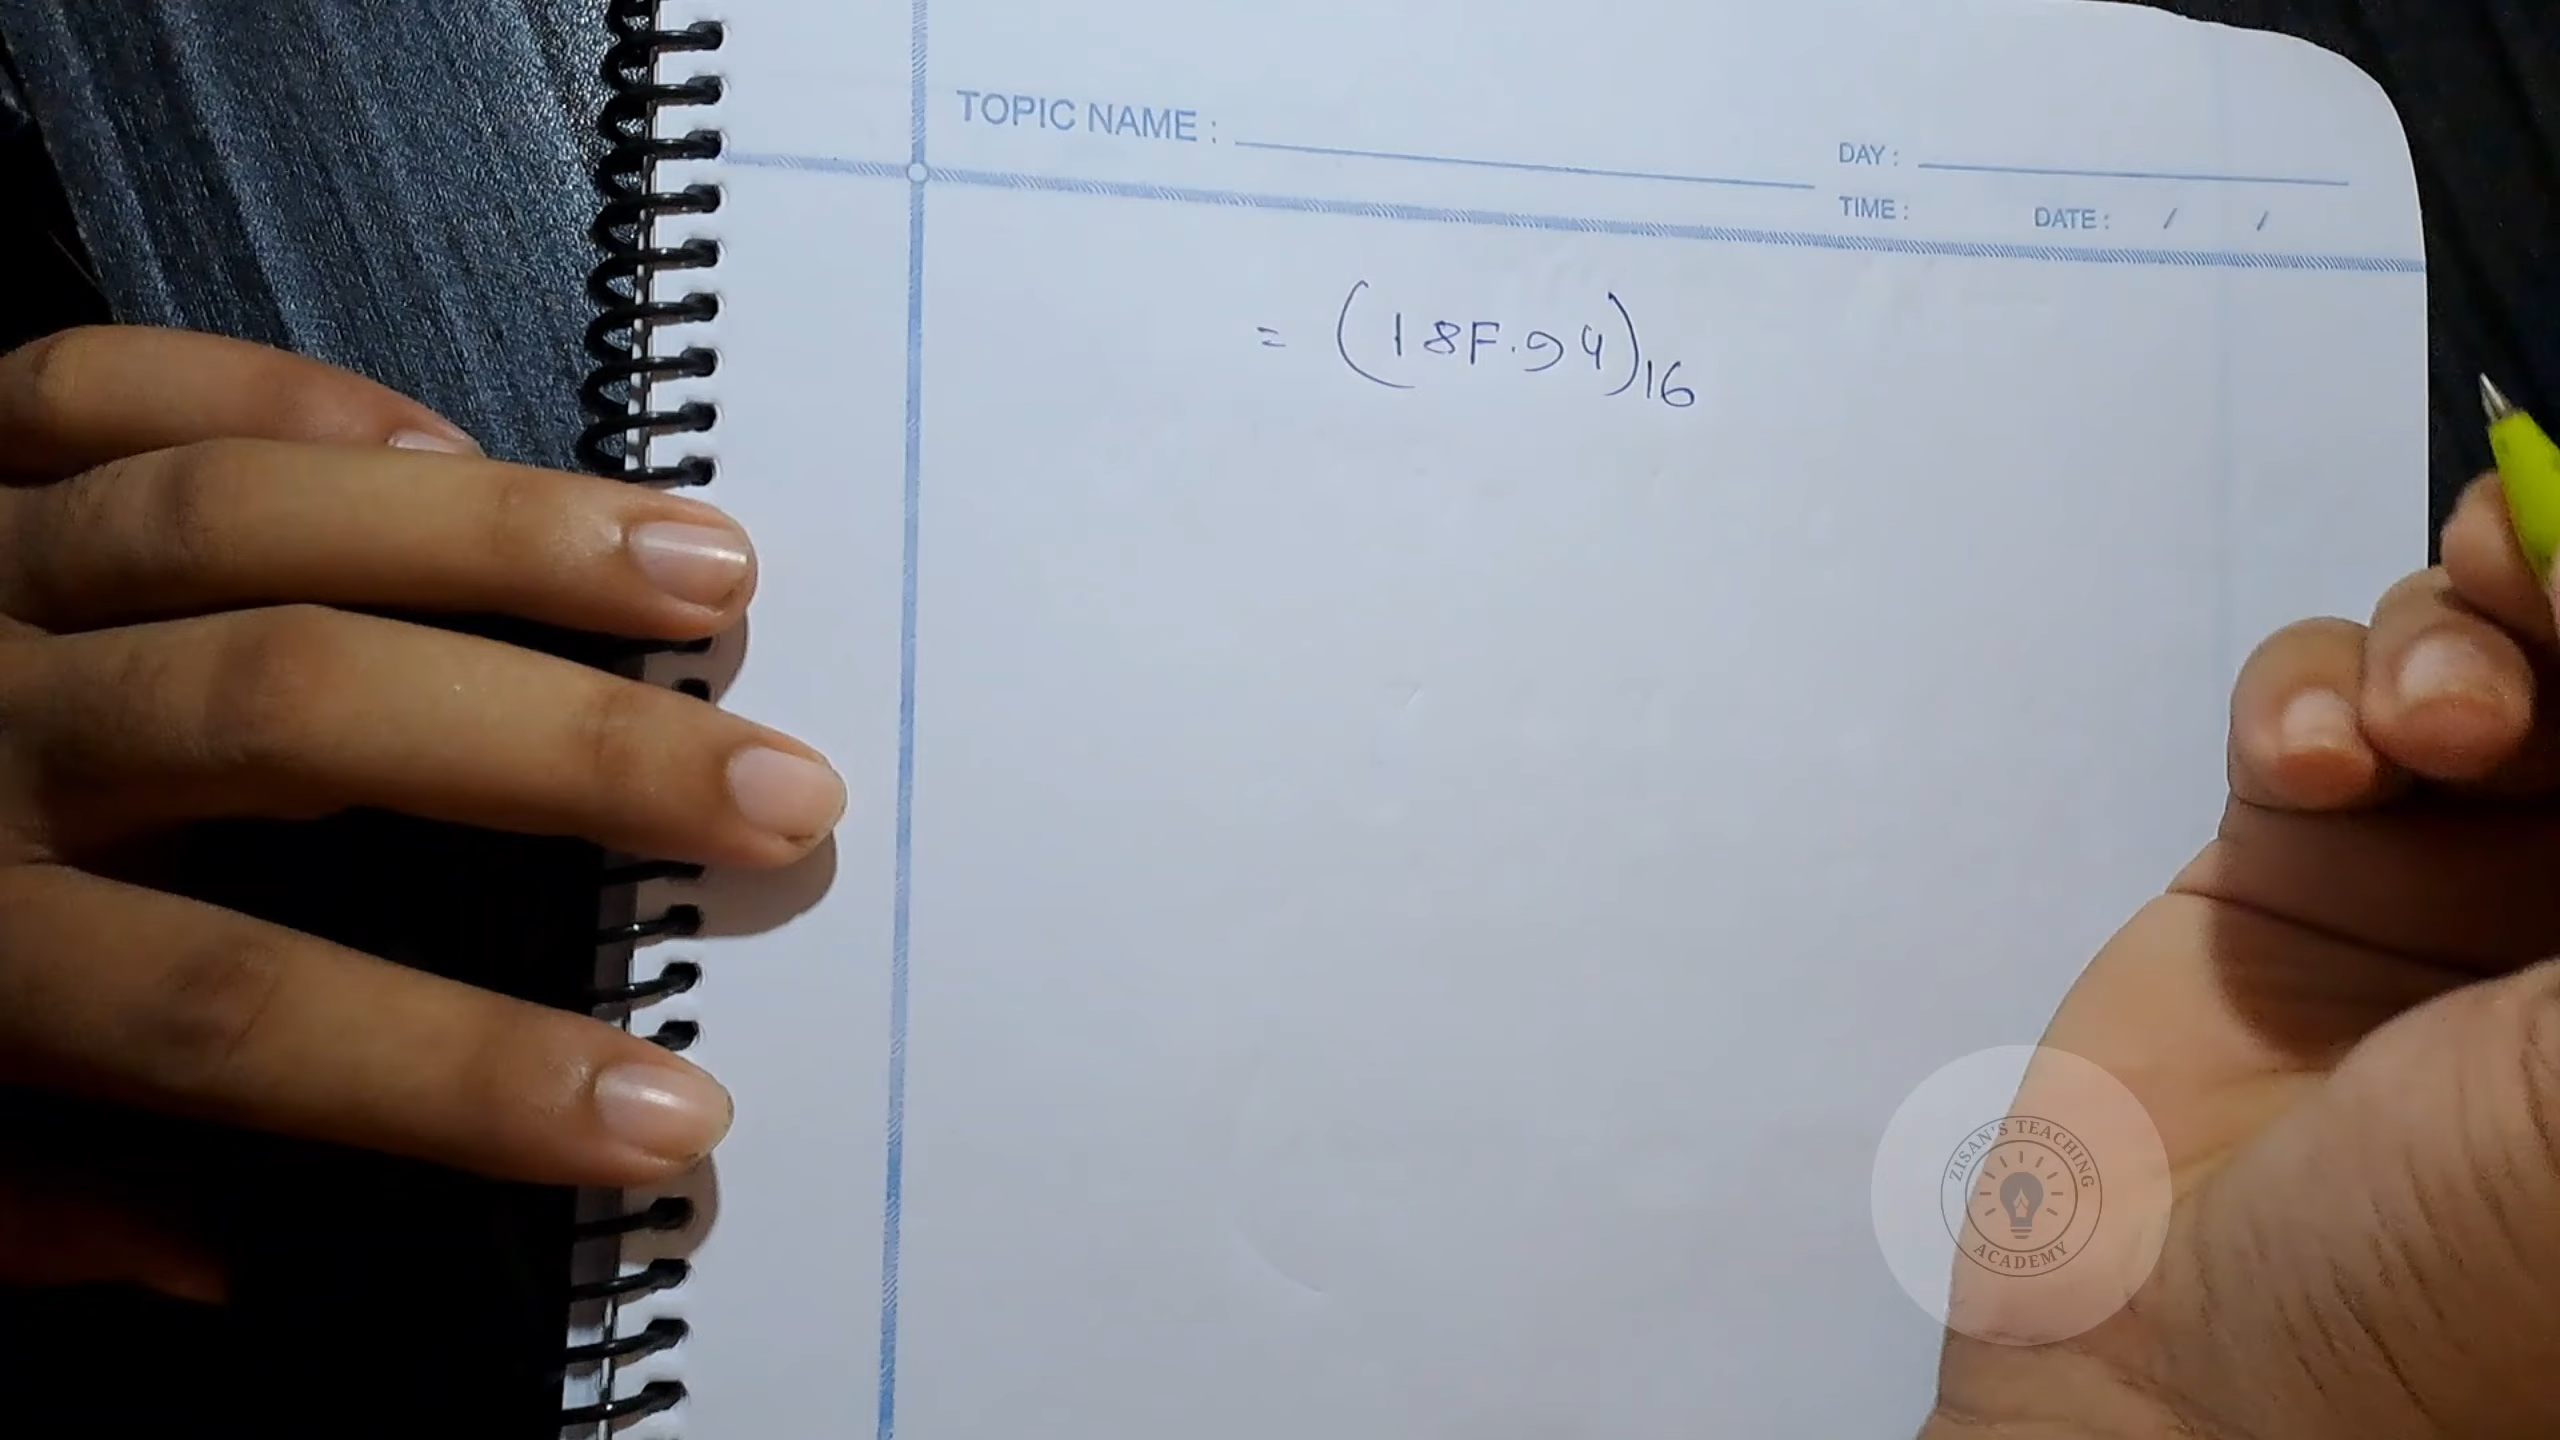 TOPIC NAME :
DAY :
TIME : DATE : / /
= (18F.94)16
ZISAN'S TEACHING
ACADEMY